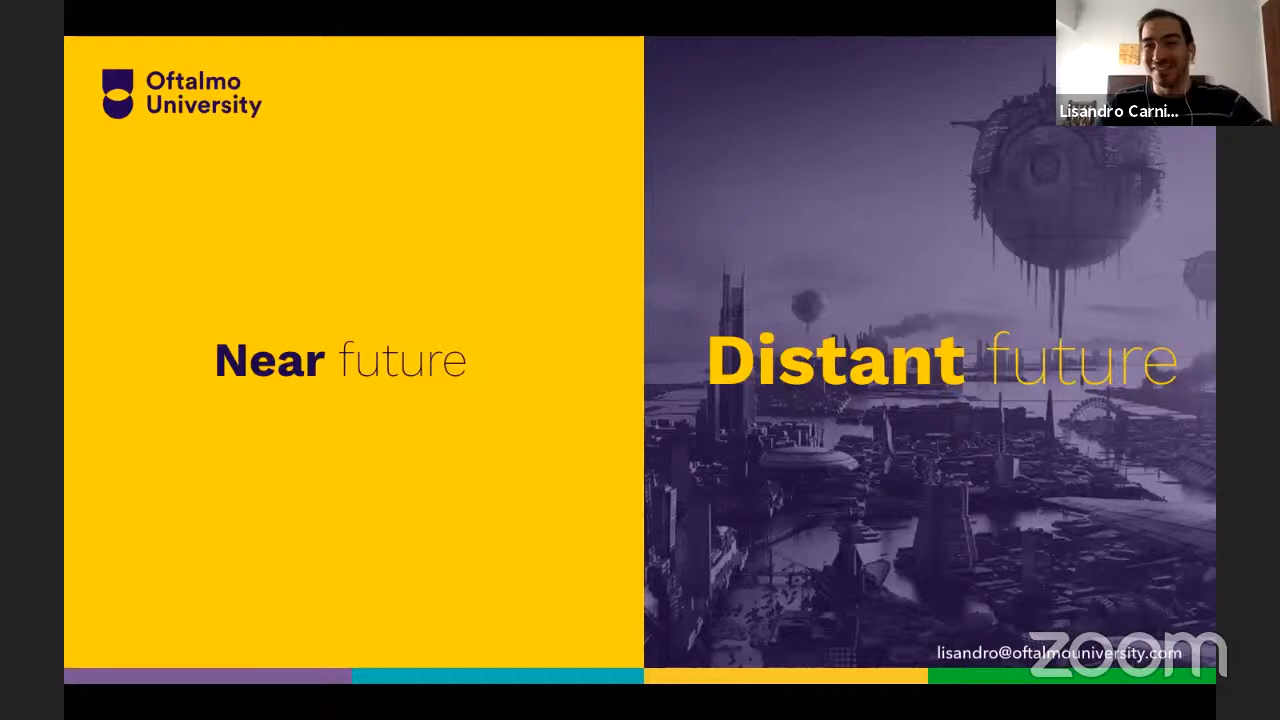 Oftalmo
University
Lisandro Carni...
Near future
Distant future
lisandro@oftalmouniversity.com
zoom